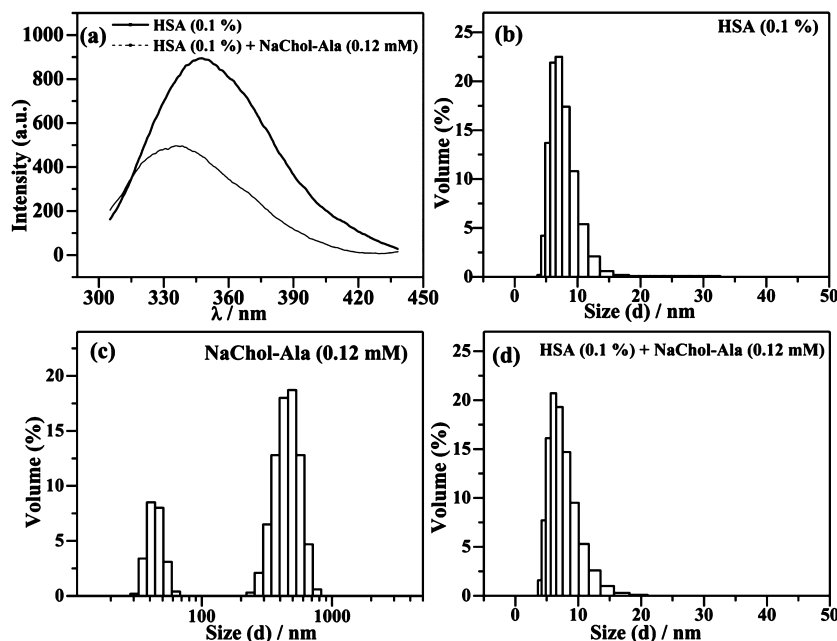 (a)
HSA (0.1 %)
HSA (0.1 %) + NaChol-Ala (0.12 mM)
1000
800
600
400
200
0
Intensity (a.u.)
300 330 360 390 420 450
λ / nm
(b)
HSA (0.1 %)
25
20
15
10
5
0
Volume (%)
0 10 20 30 40 50
Size (d) / nm
(c)
NaChol-Ala (0.12 mM)
20
15
10
5
0
Volume (%)
100 1000
Size (d) / nm
(d)
HSA (0.1 %) + NaChol-Ala (0.12 mM)
25
20
15
10
5
0
Volume (%)
0 10 20 30 40 50
Size (d) / nm